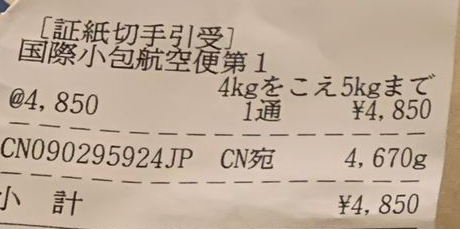 [証紙切手引受]
国際小包航空便第1
4kgをこえ5kgまで
@4,850 1通 ¥4,850
CN090295924JP CN宛 4,670g
小計 ¥4,850